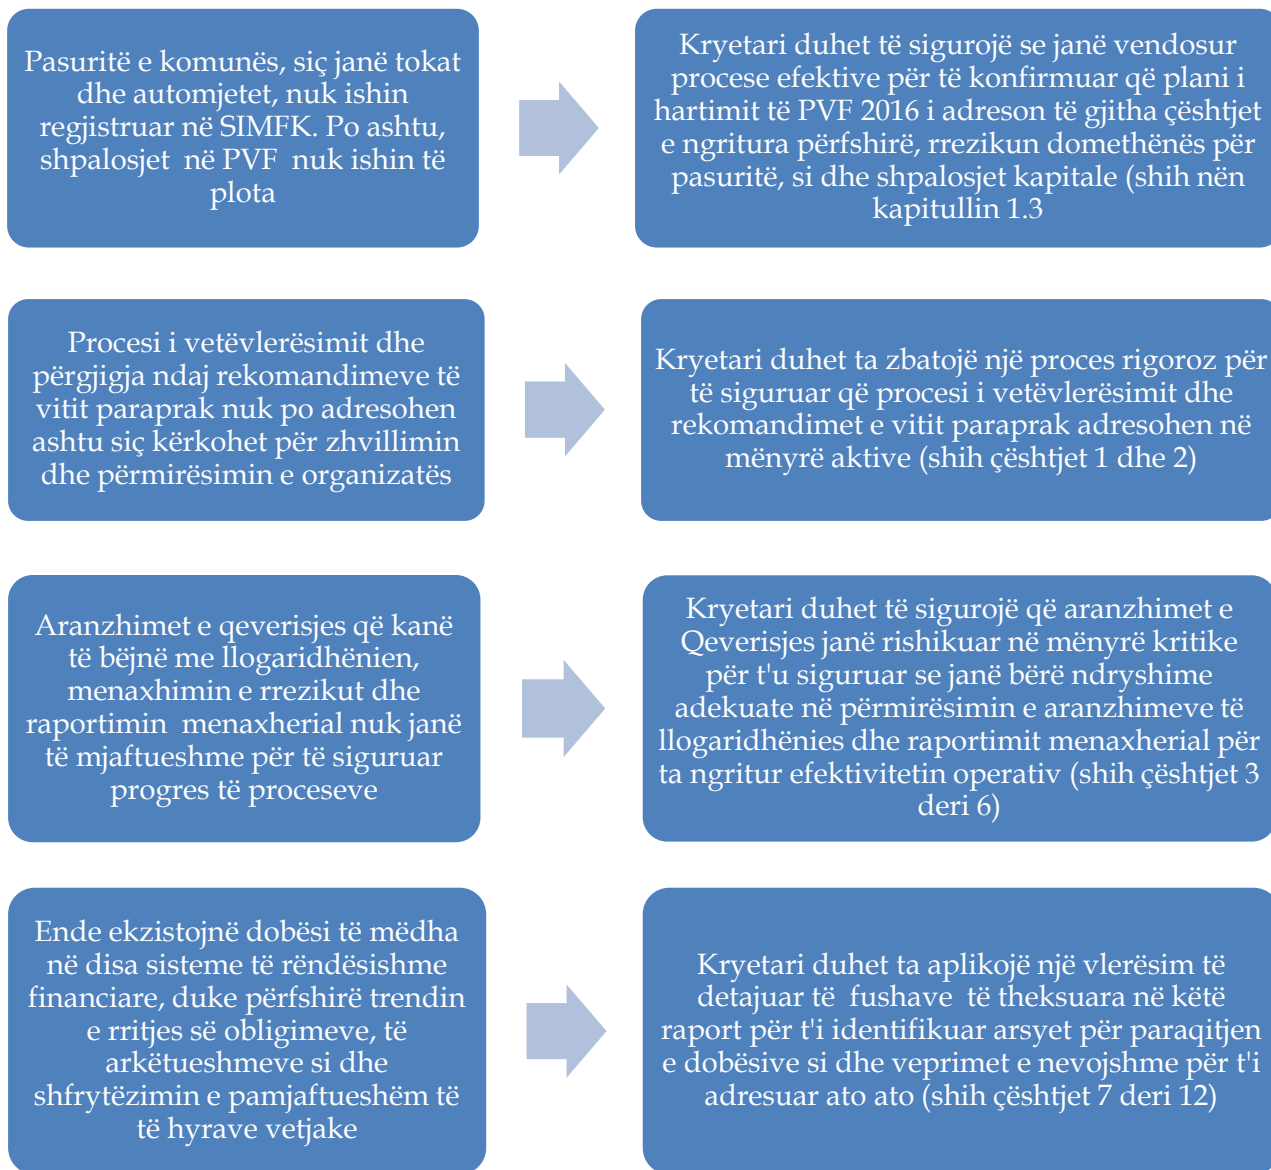 Pasuritë e komunës, siç janë tokat
dhe automjetet, nuk ishin
regjistruar në SIMFK. Po ashtu,
shpalosjet në PVF nuk ishin të
plota
Kryetari duhet të sigurojë se janë vendosur
procese efektive për të konfirmuar që plani i
hartimit të PVF 2016 i adreson të gjitha çështjet
e ngritura përfshirë, rrezikun domethënës për
pasuritë, si dhe shpalosjet kapitale (shih nën
kapitullin 1.3
Procesi i vetëvlerësimit dhe
përgjigja ndaj rekomandimeve të
vitit paraprak nuk po adresohen
ashtu siç kërkohet për zhvillimin
dhe përmirësimin e organizatës
Kryetari duhet ta zbatojë një proces rigoroz për
të siguruar që procesi i vetëvlerësimit dhe
rekomandimet e vitit paraprak adresohen në
mënyrë aktive (shih çështjet 1 dhe 2)
Aranzhimet e qeverisjes që kanë
të bëjnë me llogaridhënien,
menaxhimin e rrezikut dhe
raportimin menaxherial nuk janë
të mjaftueshme për të siguruar
progres të proceseve
Kryetari duhet të sigurojë që aranzhimet e
Qeverisjes janë rishikuar në mënyrë kritike
për t'u siguruar se janë bërë ndryshime
adekuate në përmirësimin e aranzhimeve të
llogaridhënies dhe raportimit menaxherial për
ta ngritur efektivitetin operativ (shih çështjet 3
deri 6)
Ende ekzistojnë dobësi të mëdha
në disa sisteme të rëndësishme
financiare, duke përfshirë trendin
e rritjes së obligimeve, të
arkëtueshmeve si dhe
shfrytëzimin e pamjaftueshëm të
të hyrave vetjake
Kryetari duhet ta aplikojë një vlerësim të
detajuar të fushave të theksuara në këtë
raport për t'i identifikuar arsyet për paraqitjen
e dobësive si dhe veprimet e nevojshme për t'i
adresuar ato ato (shih çështjet 7 deri 12)